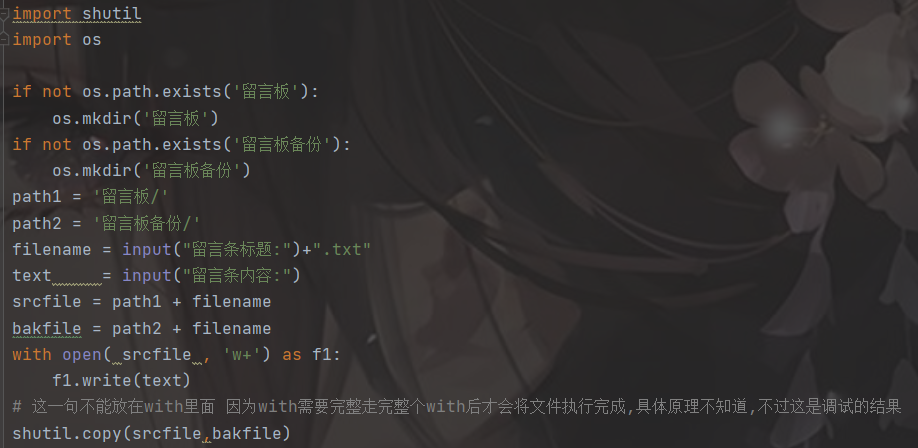 import shutil
import os
if not os.path.exists('留言板'):
    os.mkdir('留言板')
if not os.path.exists('留言板备份'):
    os.mkdir('留言板备份')
path1 = '留言板/'
path2 = '留言板备份/'
filename = input("留言条标题:")+".txt"
text     = input("留言条内容:")
srcfile = path1 + filename
bakfile = path2 + filename
with open( srcfile , 'w+') as f1:
    f1.write(text)
# 这一句不能放在with里面 因为with需要完整走完整个with后才会将文件执行完成,具体原理不知道,不过这是调试的结果
shutil.copy(srcfile,bakfile)